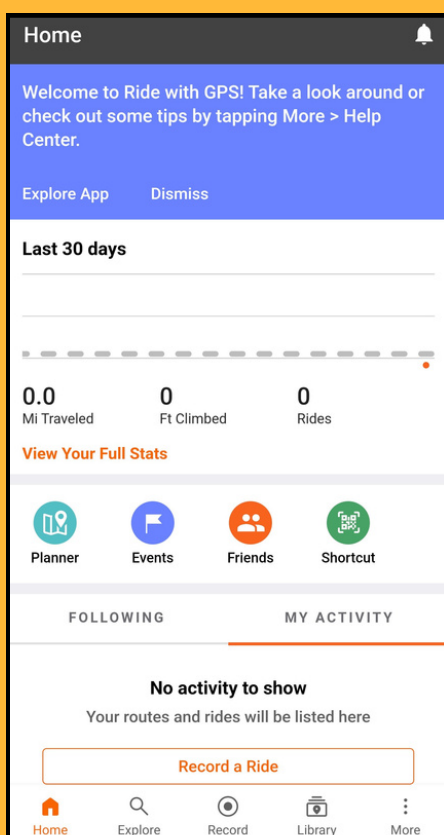 Home
Welcome to Ride with GPS! Take a look around or
check out some tips by tapping More > Help
Center.
Explore App Dismiss
Last 30 days
0.0 0 0
Mi Traveled Ft Climbed Rides
View Your Full Stats
Planner Events Friends Shortcut
FOLLOWING MY ACTIVITY
No activity to show
Your routes and rides will be listed here
Record a Ride
Home Explore Record Library More